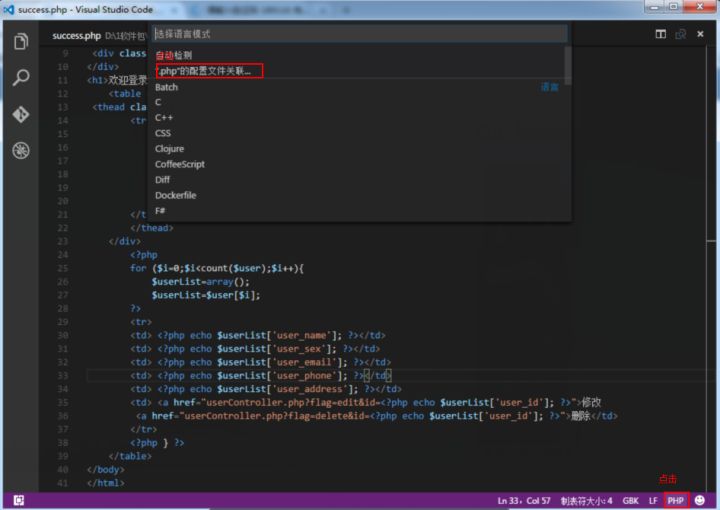 success.php - Visual Studio Code
success.php D:\1软件包\
选择语言模式
自动检测
".php"的配置文件关联...
Batch 语言
C
C++
CSS
Clojure
CoffeeScript
Diff
Dockerfile
F#
9 <div class
10 </div>
11 <h1>欢迎登录
12 <table
13 <thead clas
14 <tr
21 </t
22 </thead>
23 </div>
24 <?php
25 for ($i=0;$i<count($user);$i++){
26 $userList=array();
27 $userList=$user[$i];
28 ?>
29 <tr>
30 <td> <?php echo $userList['user_name']; ?></td>
31 <td> <?php echo $userList['user_sex']; ?></td>
32 <td> <?php echo $userList['user_email']; ?></td>
33 <td> <?php echo $userList['user_phone']; ?></td>
34 <td> <?php echo $userList['user_address']; ?></td>
35 <td> <a href="userController.php?flag=edit&id=<?php echo $userList['user_id']; ?>">修改
36 <a href="userController.php?flag=delete&id=<?php echo $userList['user_id']; ?>">删除</td>
37 </tr>
38 <?php } ?>
39 </table>
40 </body>
41 </html>
点击
Ln 33, Col 57 制表符大小: 4 GBK LF PHP